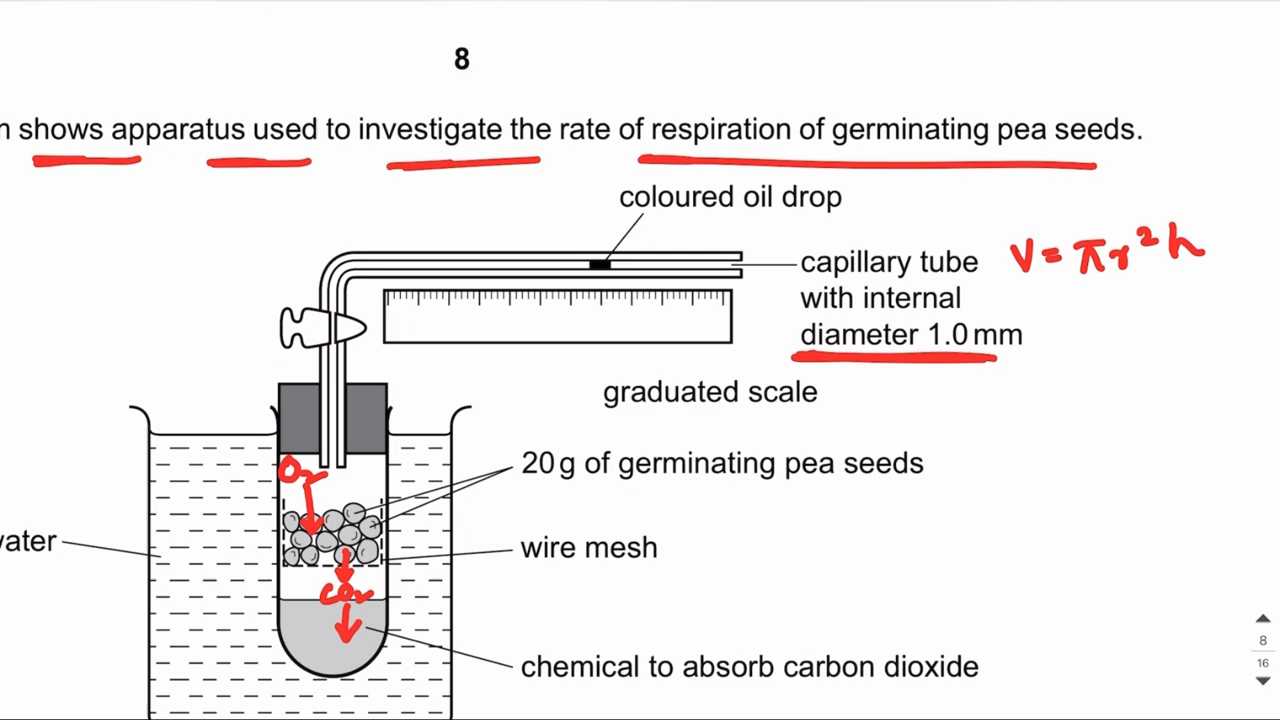 8
shows apparatus used to investigate the rate of respiration of germinating pea seeds.
coloured oil drop
capillary tube
with internal
diameter 1.0 mm
V = πr²h
graduated scale
O₂
20 g of germinating pea seeds
wire mesh
CO₂
chemical to absorb carbon dioxide
8
16